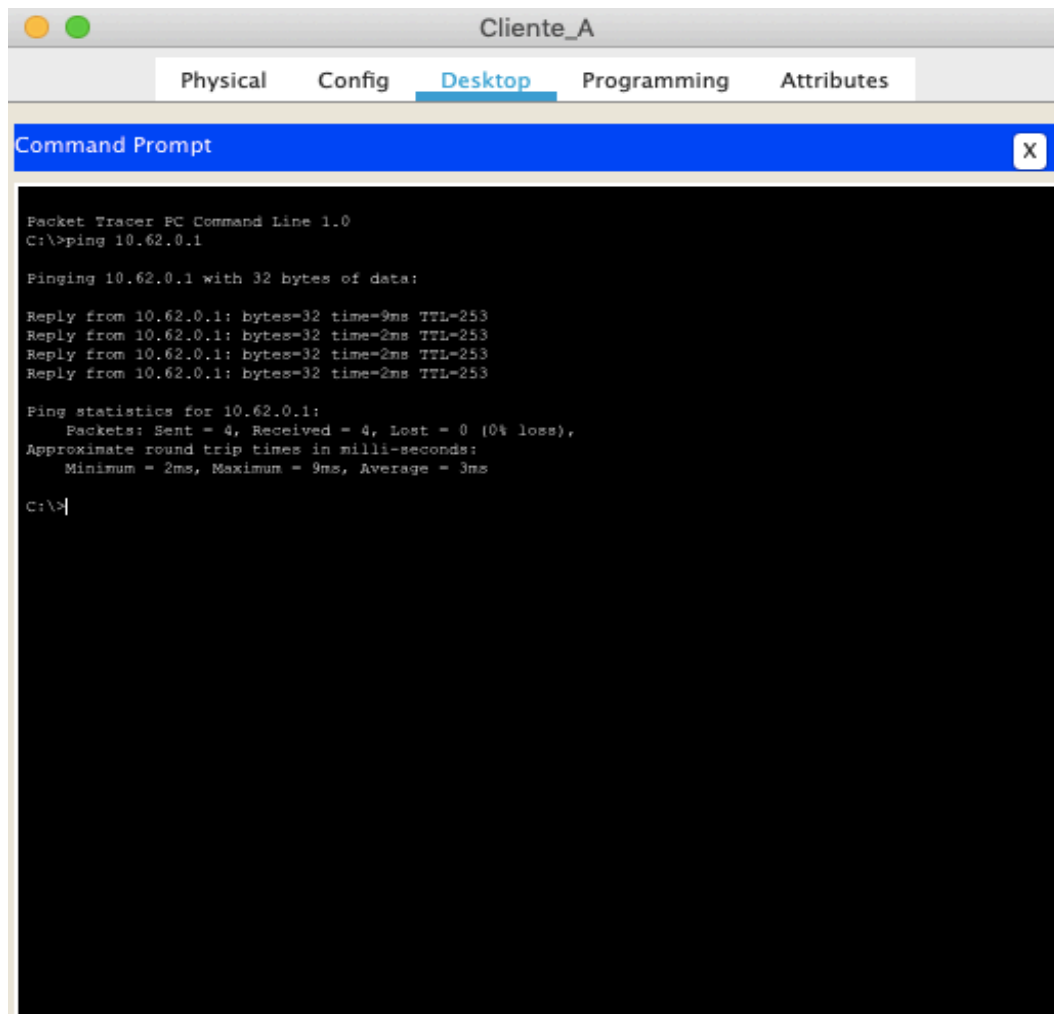 Cliente_A
Physical Config Desktop Programming Attributes
Command Prompt
X
Packet Tracer PC Command Line 1.0
C:\>ping 10.62.0.1
Pinging 10.62.0.1 with 32 bytes of data:
Reply from 10.62.0.1: bytes=32 time=9ms TTL=253
Reply from 10.62.0.1: bytes=32 time=2ms TTL=253
Reply from 10.62.0.1: bytes=32 time=2ms TTL=253
Reply from 10.62.0.1: bytes=32 time=2ms TTL=253
Ping statistics for 10.62.0.1:
Packets: Sent = 4, Received = 4, Lost = 0 (0% loss),
Approximate round trip times in milli-seconds:
Minimum = 2ms, Maximum = 9ms, Average = 3ms
C:\>